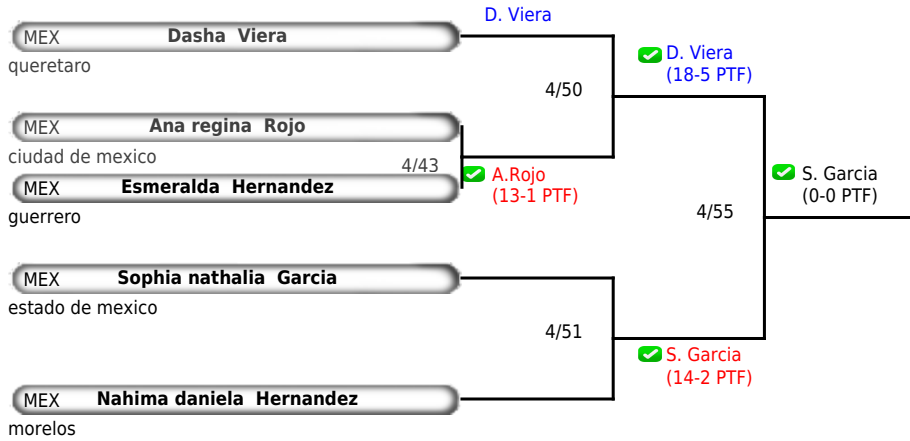 D. Viera
MEX Dasha Viera
queretaro
D. Viera
(18-5 PTF)
4/50
MEX Ana regina Rojo
ciudad de mexico
4/43
A.Rojo
(13-1 PTF)
S. Garcia
(0-0 PTF)
MEX Esmeralda Hernandez
guerrero
4/55
MEX Sophia nathalia Garcia
estado de mexico
4/51
S. Garcia
(14-2 PTF)
MEX Nahima daniela Hernandez
morelos